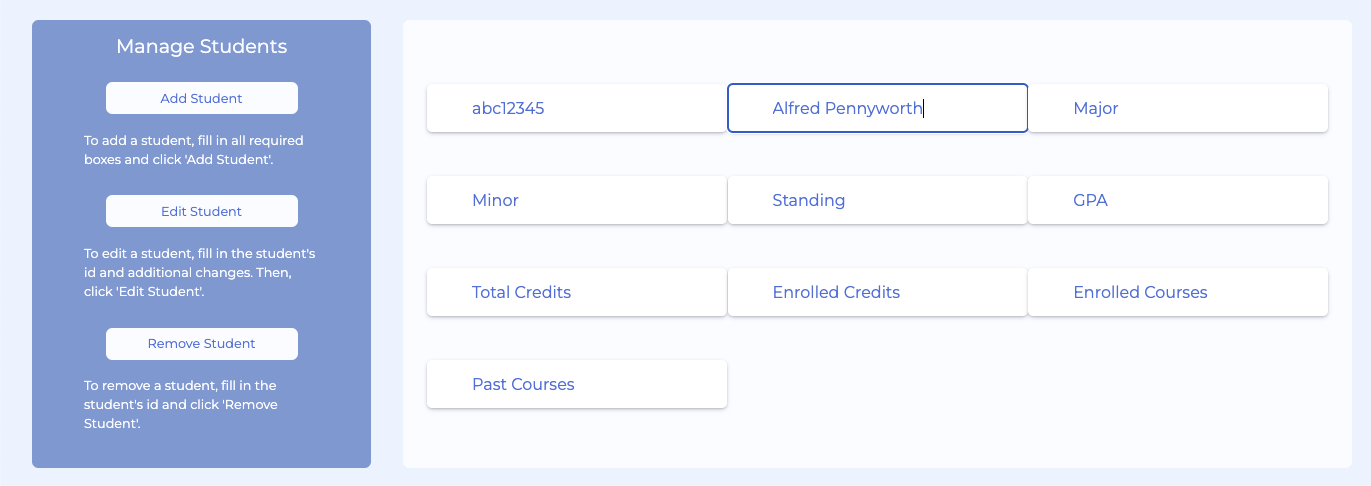 Manage Students
Add Student
To add a student, fill in all required
boxes and click 'Add Student'.
Edit Student
To edit a student, fill in the student's
id and additional changes. Then,
click 'Edit Student'.
Remove Student
To remove a student, fill in the
student's id and click 'Remove
Student'.
abc12345
Alfred Pennyworth
Major
Minor
Standing
GPA
Total Credits
Enrolled Credits
Enrolled Courses
Past Courses